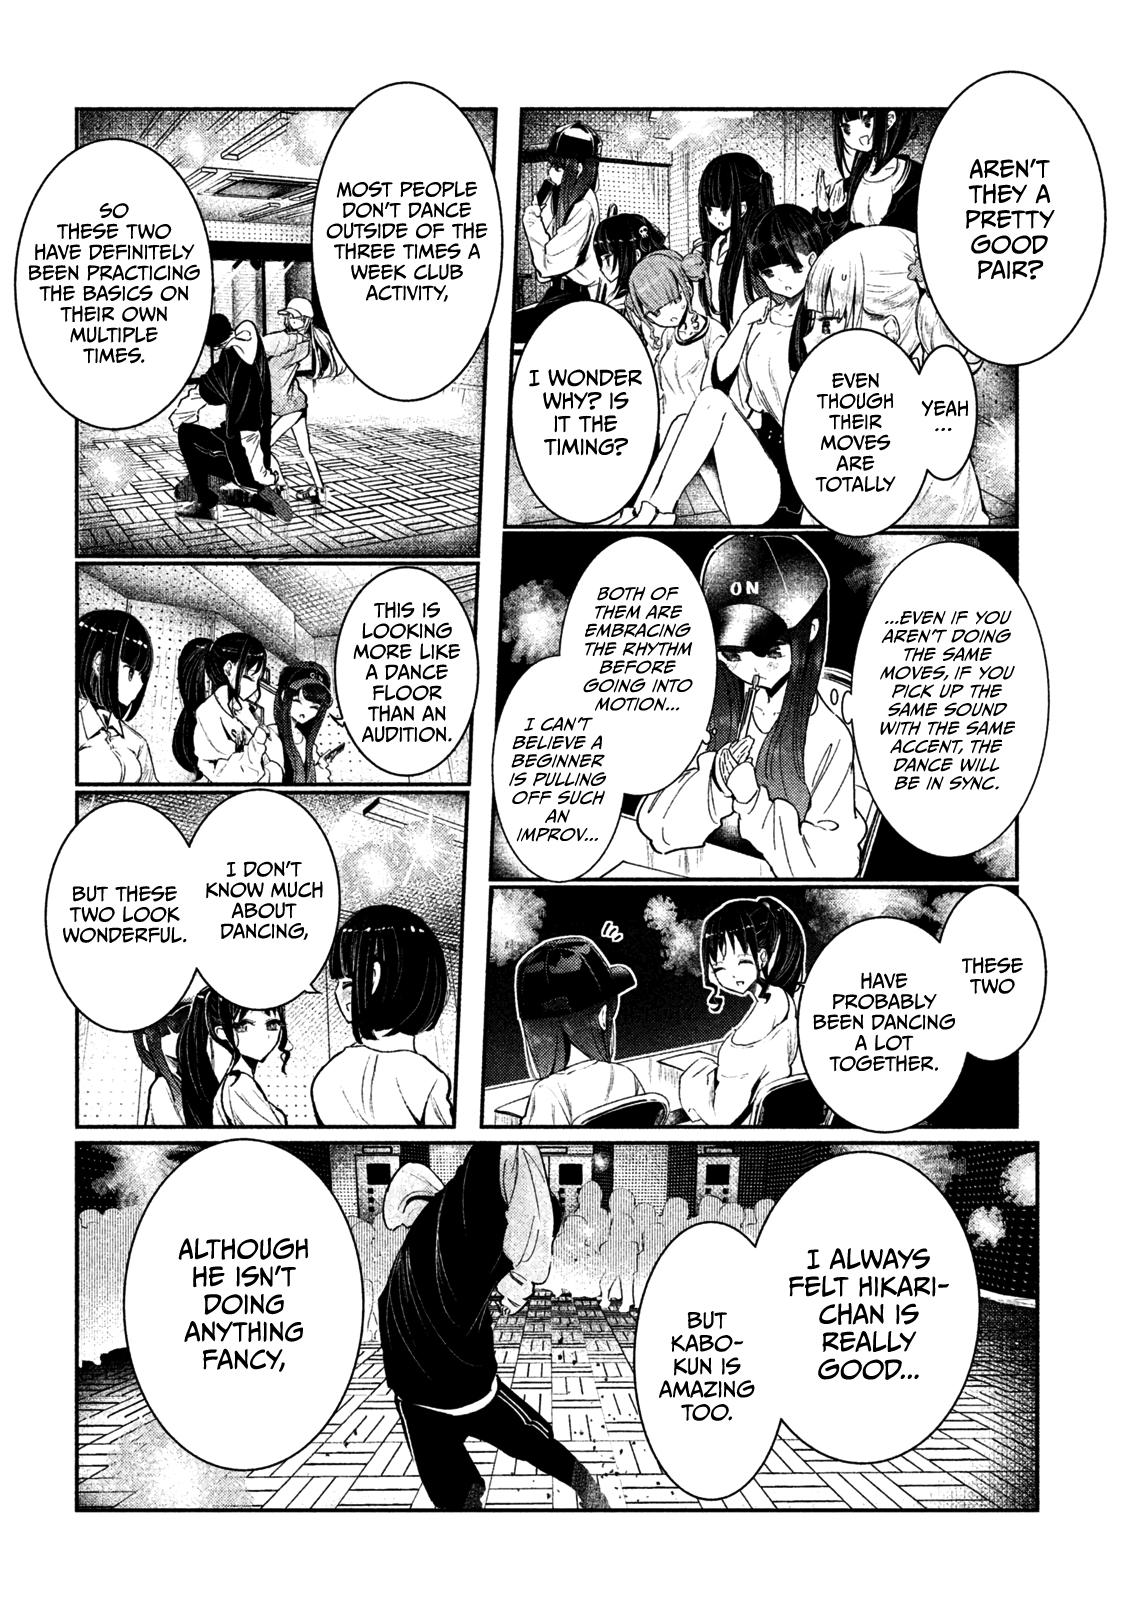 AREN'T
THEY A
PRETTY
GOOD
PAIR?
YEAH
...
EVEN
THOUGH
THEIR
MOVES
ARE
TOTALLY
I WONDER
WHY? IS
IT THE
TIMING?
...EVEN IF YOU
AREN'T DOING
THE SAME
MOVES, IF YOU
PICK UP THE
SAME SOUND
WITH THE SAME
ACCENT, THE
DANCE WILL
BE IN SYNC.
ON
BOTH OF
THEM ARE
EMBRACING
THE RHYTHM
BEFORE
GOING INTO
MOTION...
I CAN'T
BELIEVE A
BEGINNER
IS PULLING
OFF SUCH
AN
IMPROV...
THESE
TWO
HAVE
PROBABLY
BEEN DANCING
A LOT
TOGETHER.
MOST PEOPLE
DON'T DANCE
OUTSIDE OF THE
THREE TIMES A
WEEK CLUB
ACTIVITY,
SO
THESE TWO
HAVE DEFINITELY
BEEN PRACTICING
THE BASICS ON
THEIR OWN
MULTIPLE
TIMES.
THIS IS
LOOKING
MORE LIKE
A DANCE
FLOOR
THAN AN
AUDITION.
I DON'T
KNOW MUCH
ABOUT
DANCING,
BUT THESE
TWO LOOK
WONDERFUL.
I ALWAYS
FELT HIKARI-
CHAN IS
REALLY
GOOD...
BUT
KABO-
KUN IS
AMAZING
TOO.
ALTHOUGH
HE ISN'T
DOING
ANYTHING
FANCY,